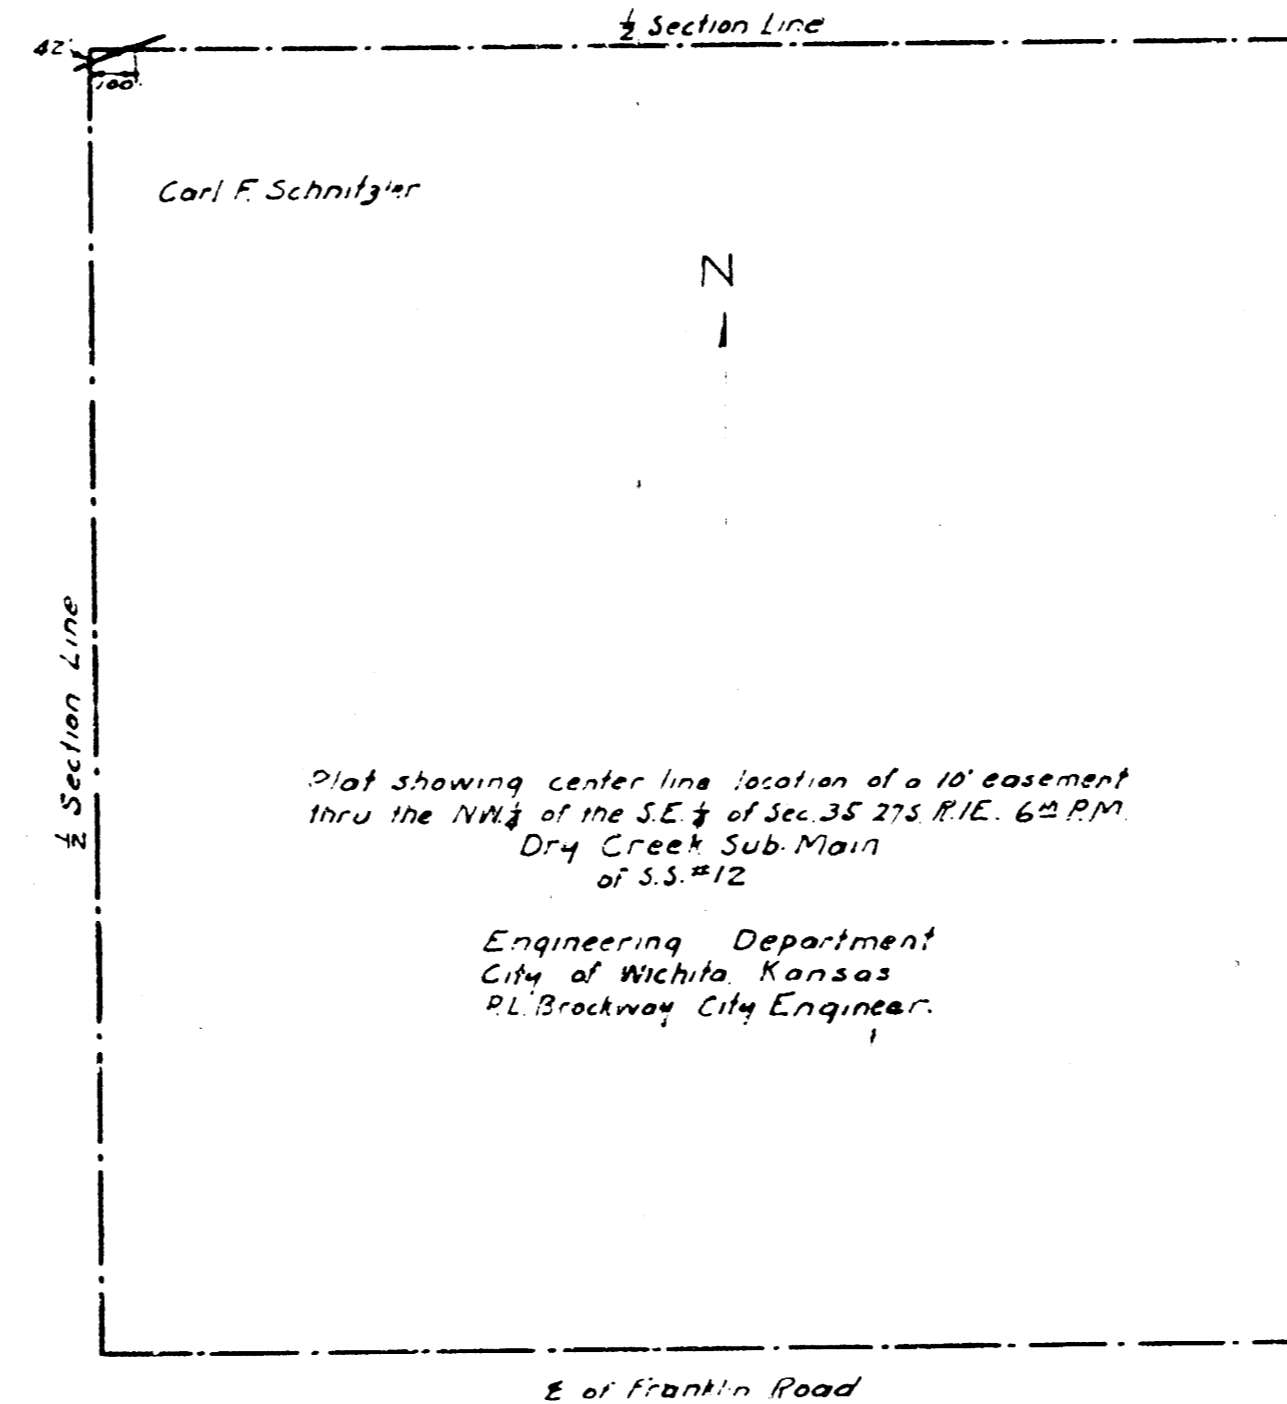 ½ Section Line
42'
100'
Carl F. Schnitzler
N
½ Section Line
Plat showing center line location of a 10' easement
thru the NW.¼ of the S.E.¼ of Sec.35 27S. R.1E. 6th P.M.
Dry Creek Sub. Main
of S.S.#12
Engineering Department
City of Wichita, Kansas
P.L. Brockway City Engineer.
℄ of Franklin Road